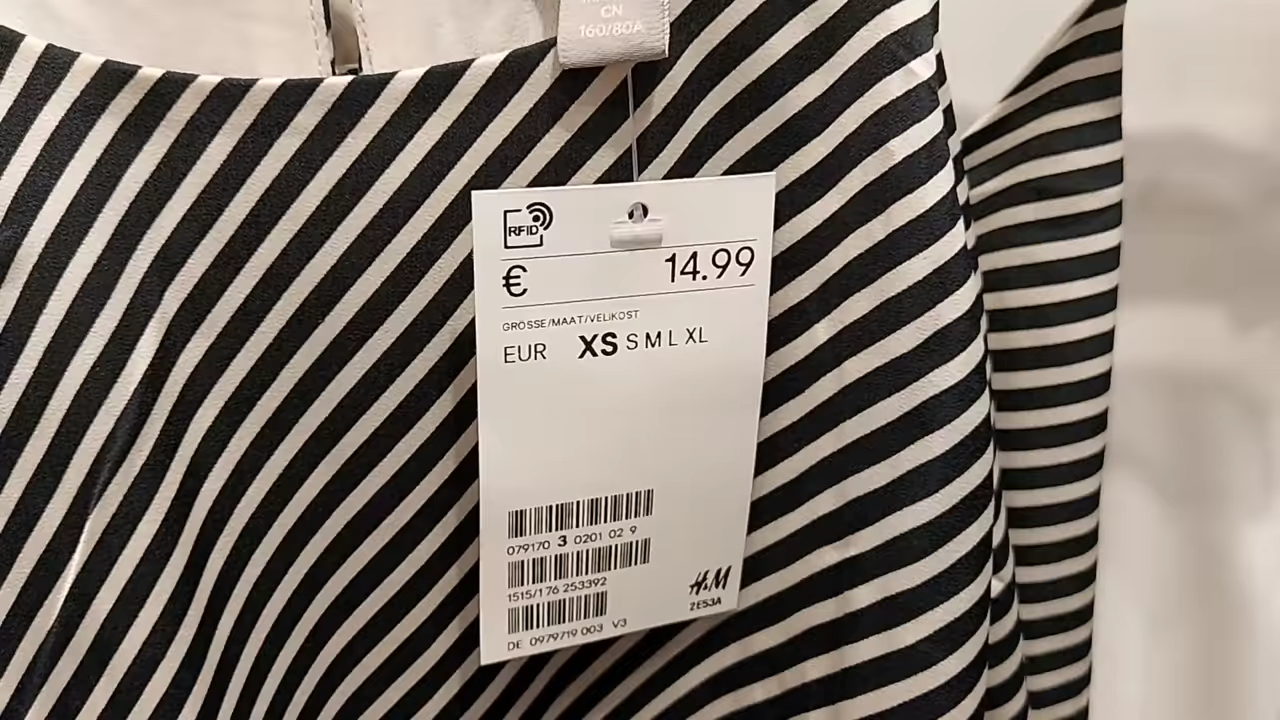 CN
160/80A
RFID
€ 14.99
GROSSE/MAAT/VELIKOST
EUR XS S M L XL
079170 3 0201 02 9
1515/176 253392
H&M
2E53A
DE 0979719 003 V3